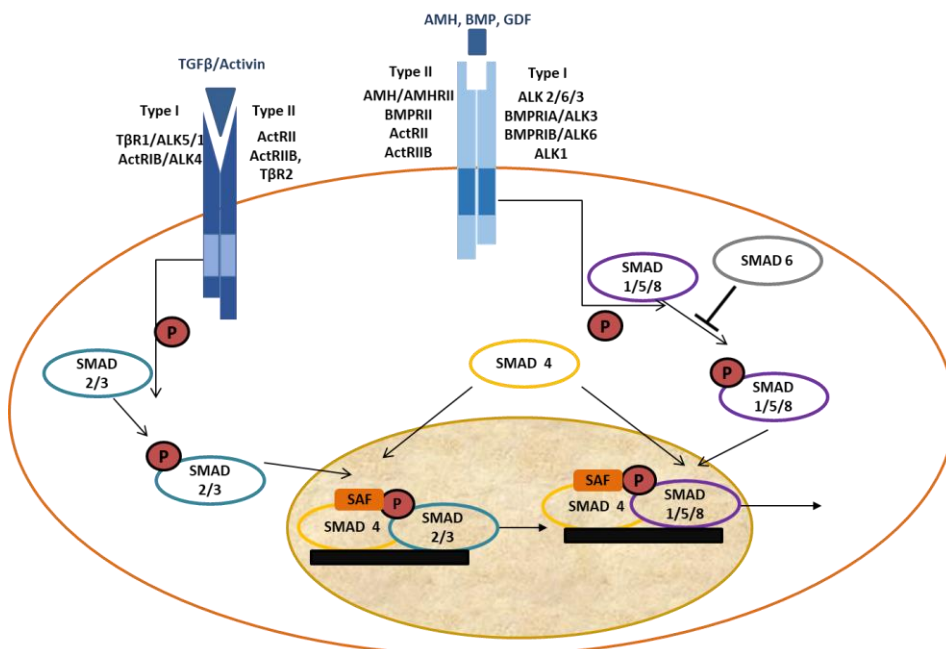 AMH, BMP, GDF
TGFβ/Activin
Type I
Type II
TβR1/ALK5/1
ActRIB/ALK4
ActRII
ActRIIB,
TβR2
Type II
Type I
AMH/AMHRII
BMPRII
ActRII
ActRIIB
ALK 2/6/3
BMPRIA/ALK3
BMPRIB/ALK6
ALK1
SMAD
1/5/8
SMAD 6
P
P
SMAD
2/3
SMAD 4
P
SMAD
1/5/8
P
SMAD
2/3
SAF
P
SMAD 4
SMAD
2/3
SAF
P
SMAD 4
SMAD
1/5/8